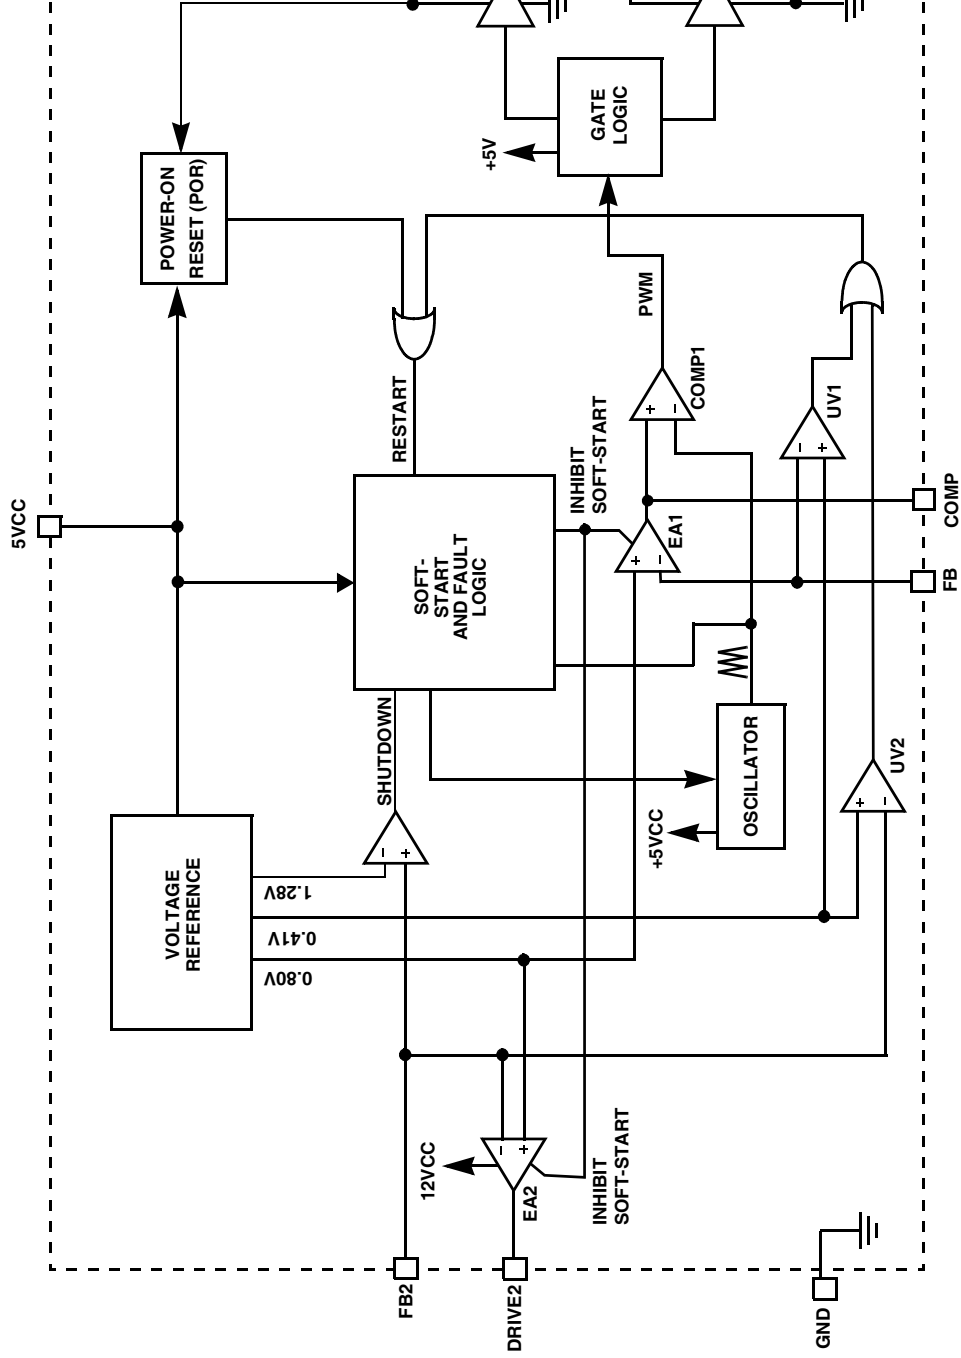 5VCC
POWER-ON
RESET (POR)
GATE
LOGIC
+5V
PWM
RESTART
INHIBIT
SOFT-START
COMP1
UV1
EA1
COMP
FB
SOFT-
START
AND FAULT
LOGIC
SHUTDOWN
VOLTAGE
REFERENCE
1.28V
0.41V
0.80V
+5VCC
OSCILLATOR
UV2
12VCC
EA2
INHIBIT
SOFT-START
FB2
DRIVE2
GND